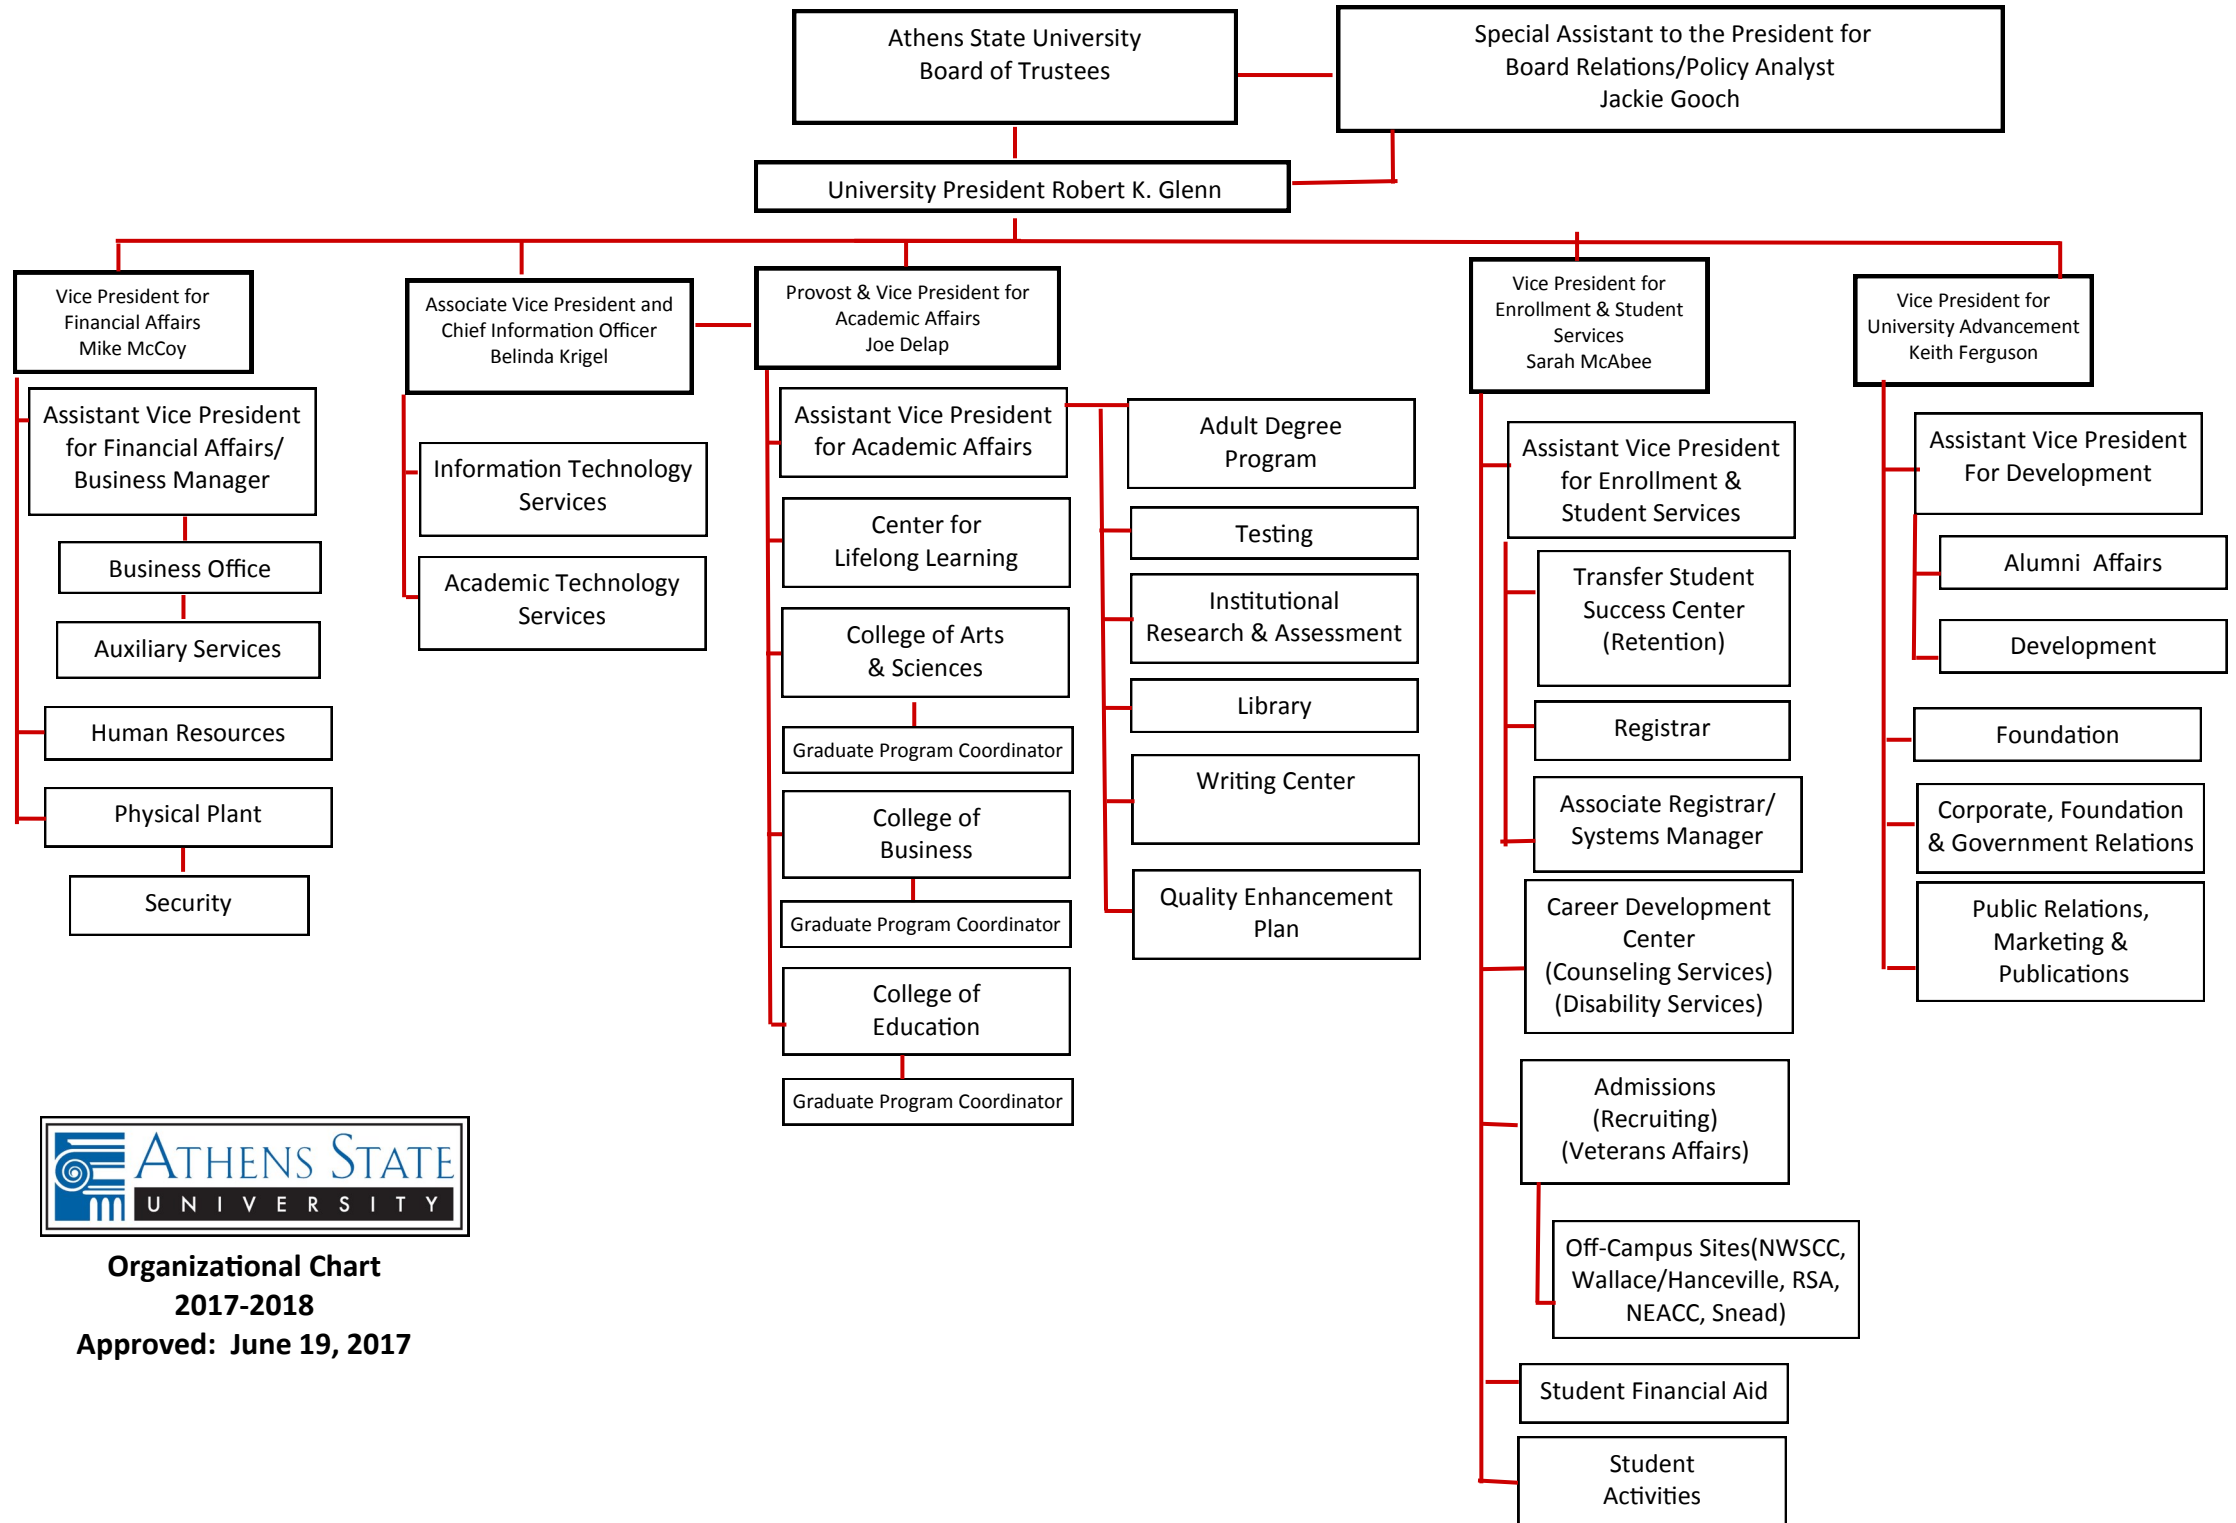 Athens State University
Board of Trustees
Special Assistant to the President for
Board Relations/Policy Analyst
Jackie Gooch
University President Robert K. Glenn
Vice President for
Financial Affairs
Mike McCoy
Assistant Vice President
for Financial Affairs/
Business Manager
Business Office
Auxiliary Services
Human Resources
Physical Plant
Security
Associate Vice President and
Chief Information Officer
Belinda Krigel
Information Technology
Services
Academic Technology
Services
Provost & Vice President for
Academic Affairs
Joe Delap
Assistant Vice President
for Academic Affairs
Center for
Lifelong Learning
College of Arts
& Sciences
Graduate Program Coordinator
College of
Business
Graduate Program Coordinator
College of
Education
Graduate Program Coordinator
Adult Degree
Program
Testing
Institutional
Research & Assessment
Library
Writing Center
Quality Enhancement
Plan
Vice President for
Enrollment & Student
Services
Sarah McAbee
Assistant Vice President
for Enrollment &
Student Services
Transfer Student
Success Center
(Retention)
Registrar
Associate Registrar/
Systems Manager
Career Development
Center
(Counseling Services)
(Disability Services)
Admissions
(Recruiting)
(Veterans Affairs)
Off-Campus Sites(NWSCC,
Wallace/Hanceville, RSA,
NEACC, Snead)
Student Financial Aid
Student
Activities
Vice President for
University Advancement
Keith Ferguson
Assistant Vice President
For Development
Alumni  Affairs
Development
Foundation
Corporate, Foundation
& Government Relations
Public Relations,
Marketing &
Publications
ATHENS STATE
UNIVERSITY
Organizational Chart
2017-2018
Approved:  June 19, 2017